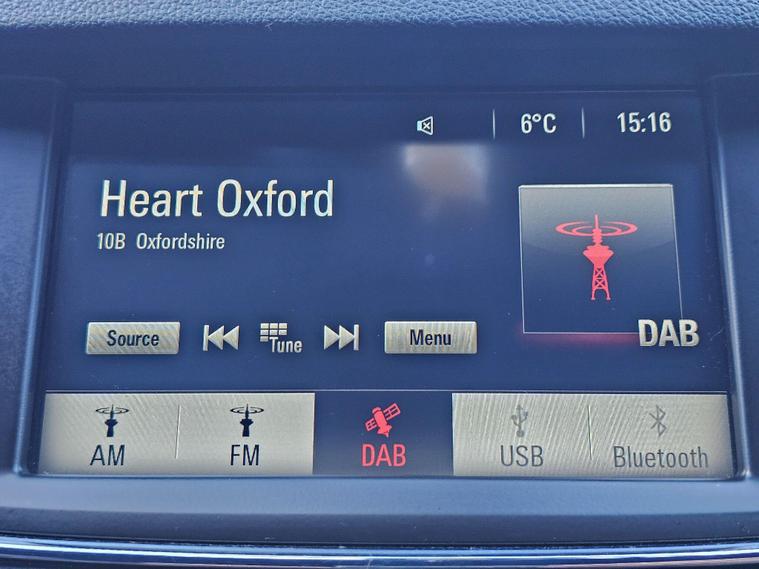 6°C 15:16
Heart Oxford
10B Oxfordshire
Source Tune Menu
DAB
AM FM DAB USB Bluetooth